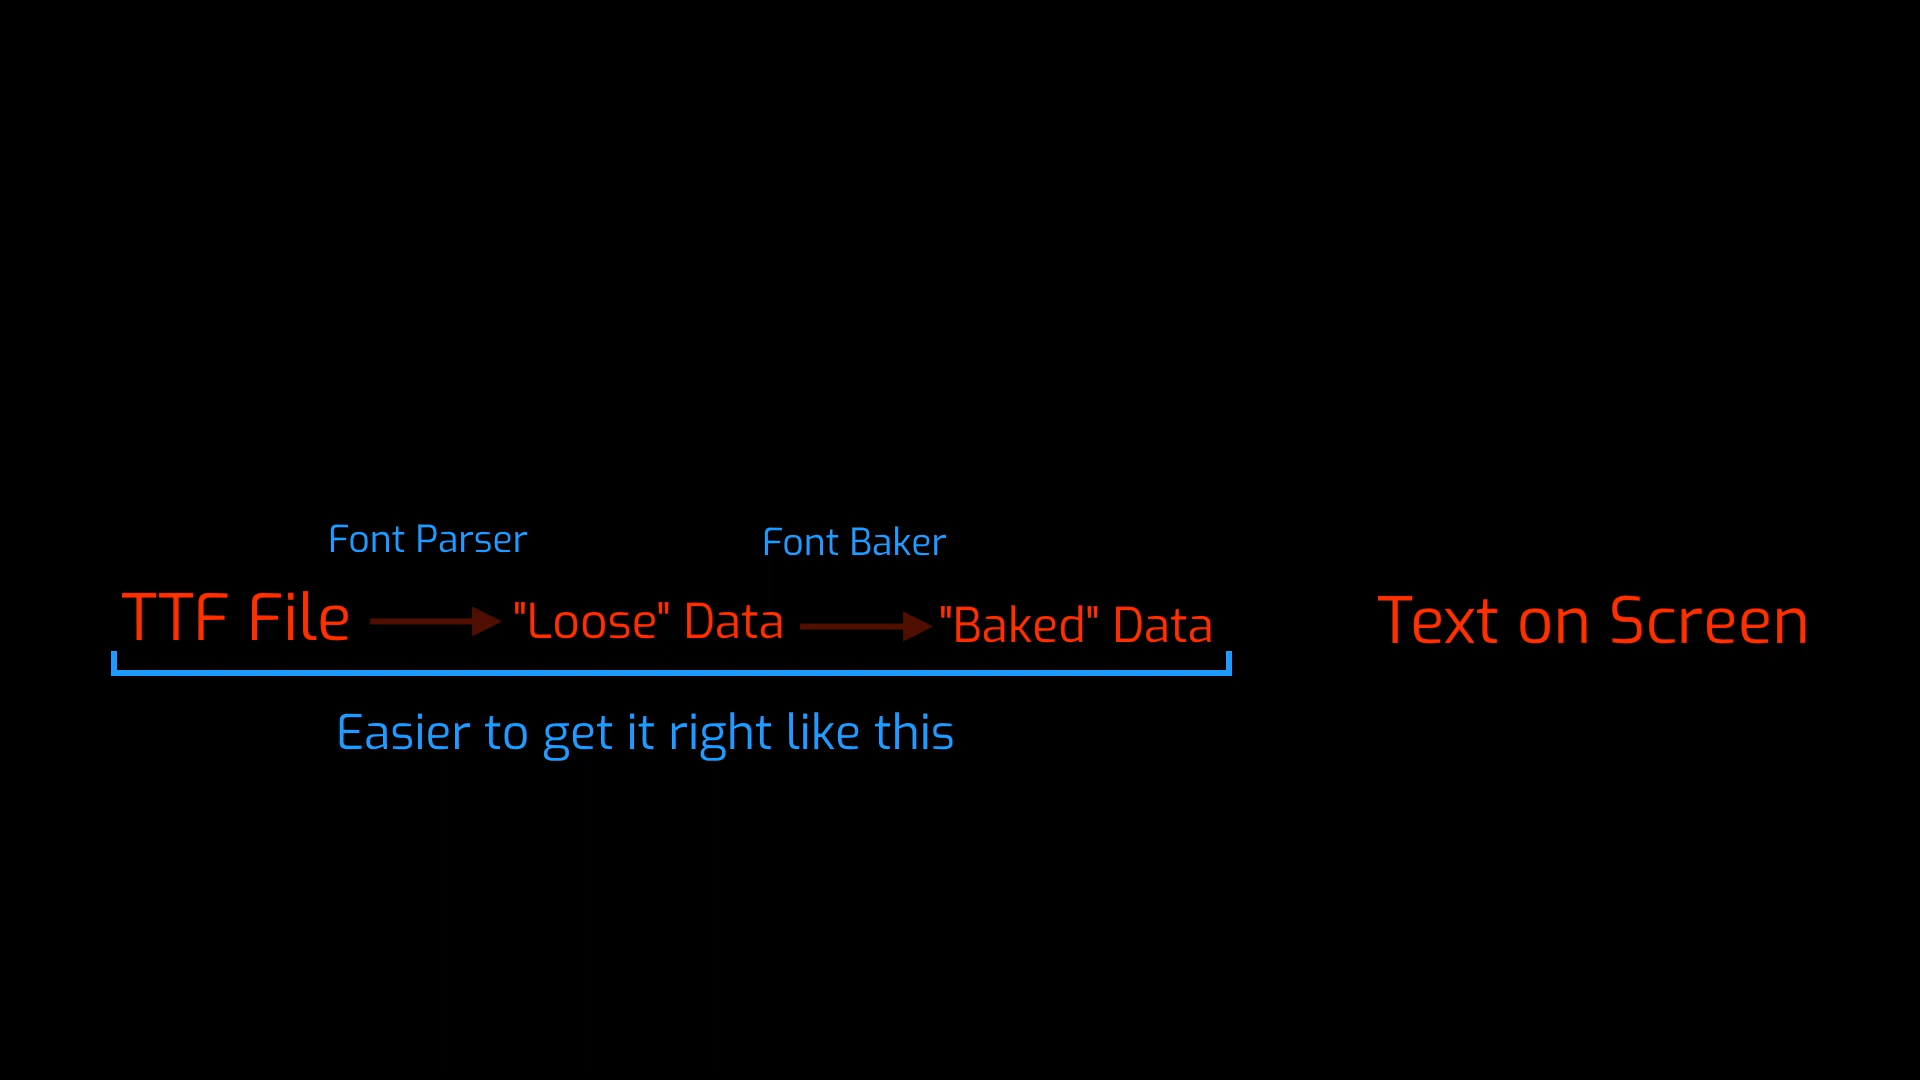 Font Parser
Font Baker
TTF File
"Loose" Data
"Baked" Data
Text on Screen
Easier to get it right like this